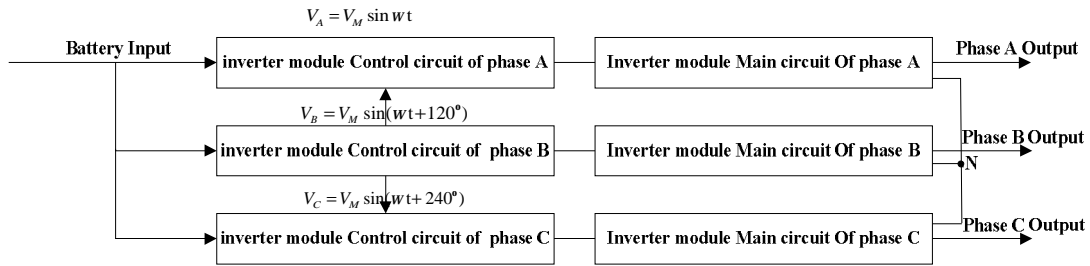 V_A = V_M sin wt
Battery Input
inverter module Control circuit of phase A
Inverter module Main circuit Of phase A
Phase A Output
V_B = V_M sin(wt+120°)
inverter module Control circuit of phase B
Inverter module Main circuit Of phase B
Phase B Output
N
V_C = V_M sin(wt+240°)
inverter module Control circuit of phase C
Inverter module Main circuit Of phase C
Phase C Output